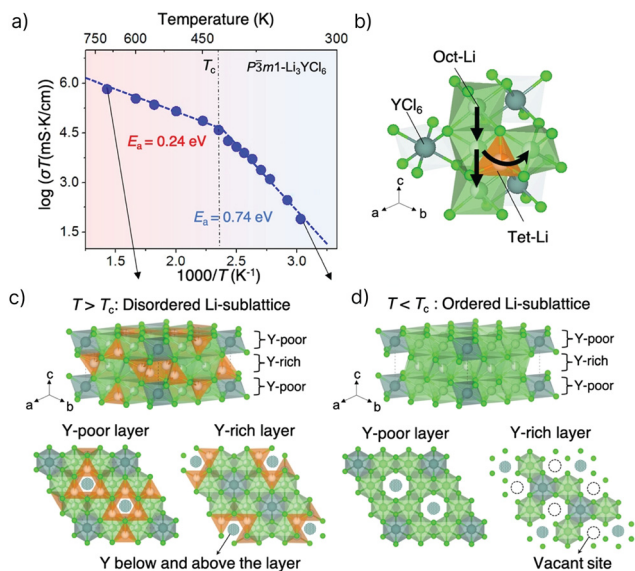 a)
Temperature (K)
750 600 450 300
Tc
P3̅m1-Li₃YCl₆
log (σT(mS·K/cm))
6.0
4.5
3.0
1.5
Eₐ = 0.24 eV
Eₐ = 0.74 eV
1.5 2.0 2.5 3.0
1000/T (K⁻¹)
b)
Oct-Li
YCl₆
Tet-Li
c
a b
c)
T > Tc: Disordered Li-sublattice
Y-poor
Y-rich
Y-poor
c
a b
Y-poor layer Y-rich layer
Y below and above the layer
d)
T < Tc : Ordered Li-sublattice
Y-poor
Y-rich
Y-poor
c
a b
Y-poor layer Y-rich layer
Vacant site